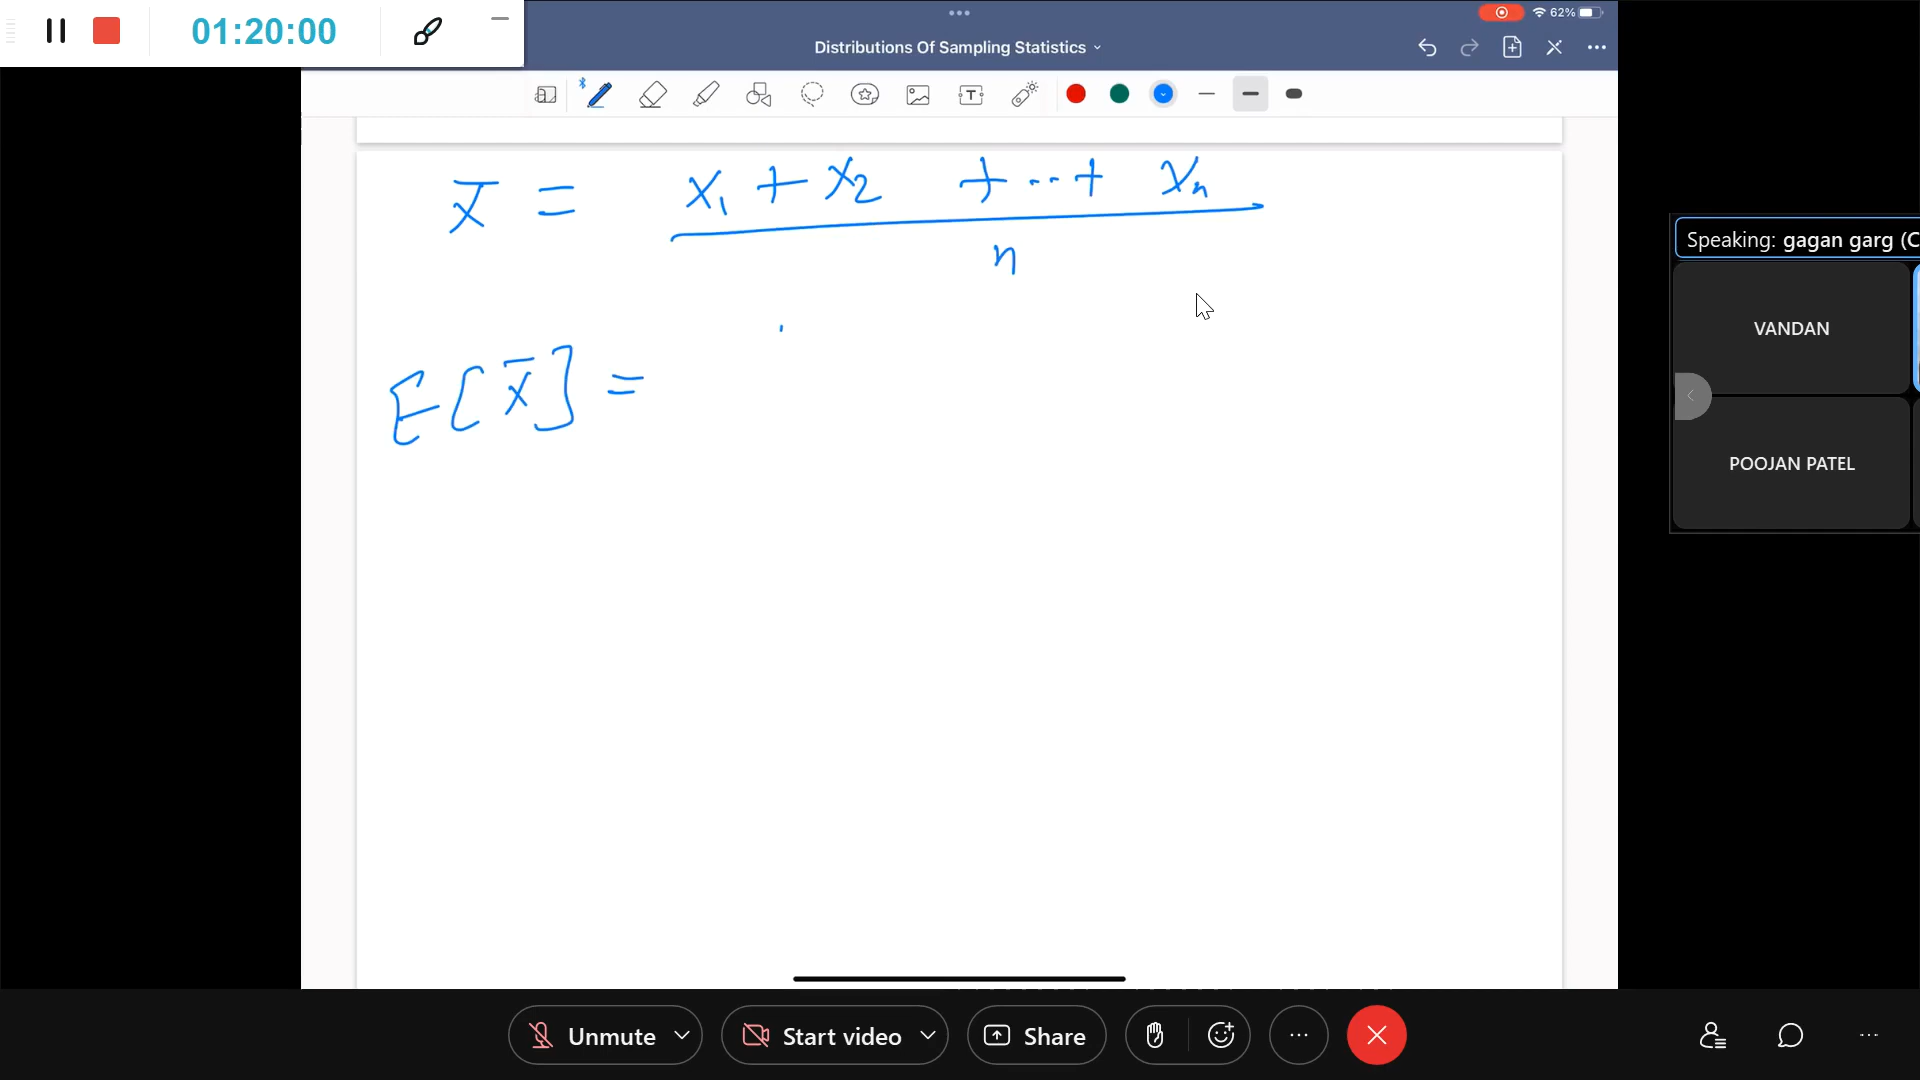 01:20:00
62%
Distributions Of Sampling Statistics
X̄ = X₁ + X₂ + ... + Xₙ
n
E[X̄] =
Speaking: gagan garg (C
VANDAN
POOJAN PATEL
Unmute
Start video
Share